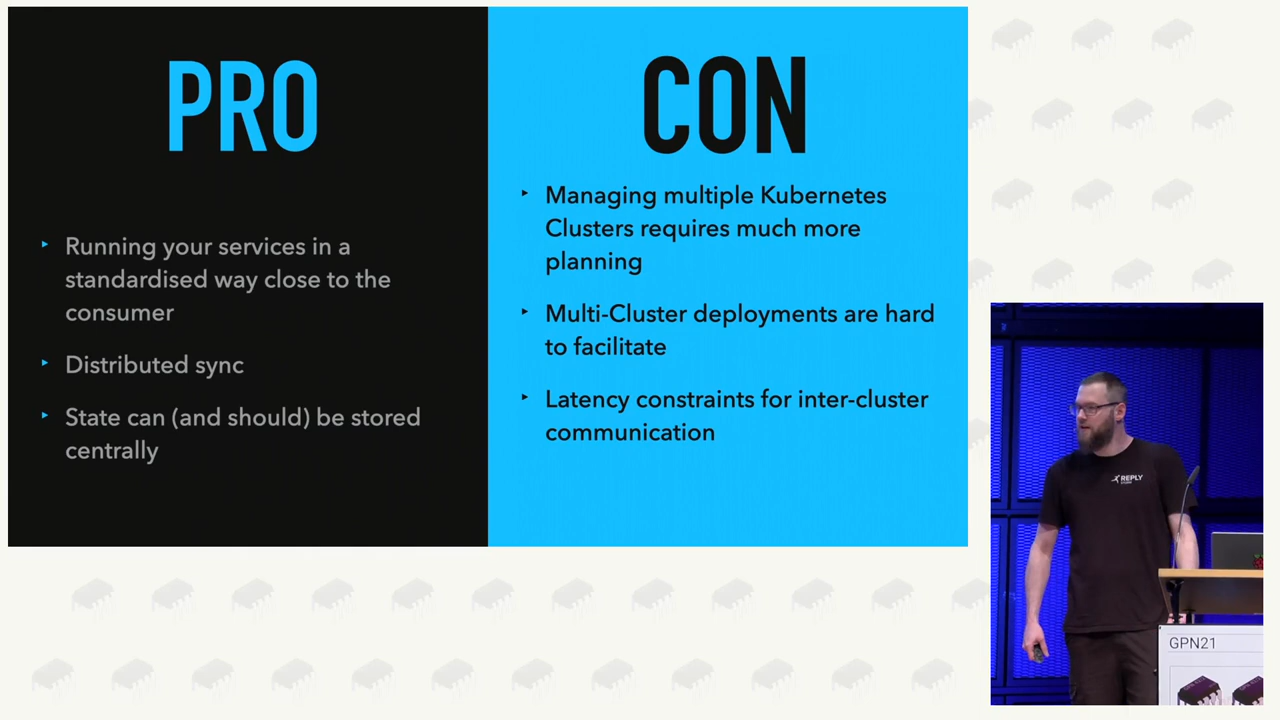 PRO
Running your services in a
standardised way close to the
consumer
Distributed sync
State can (and should) be stored
centrally
CON
Managing multiple Kubernetes
Clusters requires much more
planning
Multi-Cluster deployments are hard
to facilitate
Latency constraints for inter-cluster
communication
REPLY
GPN21